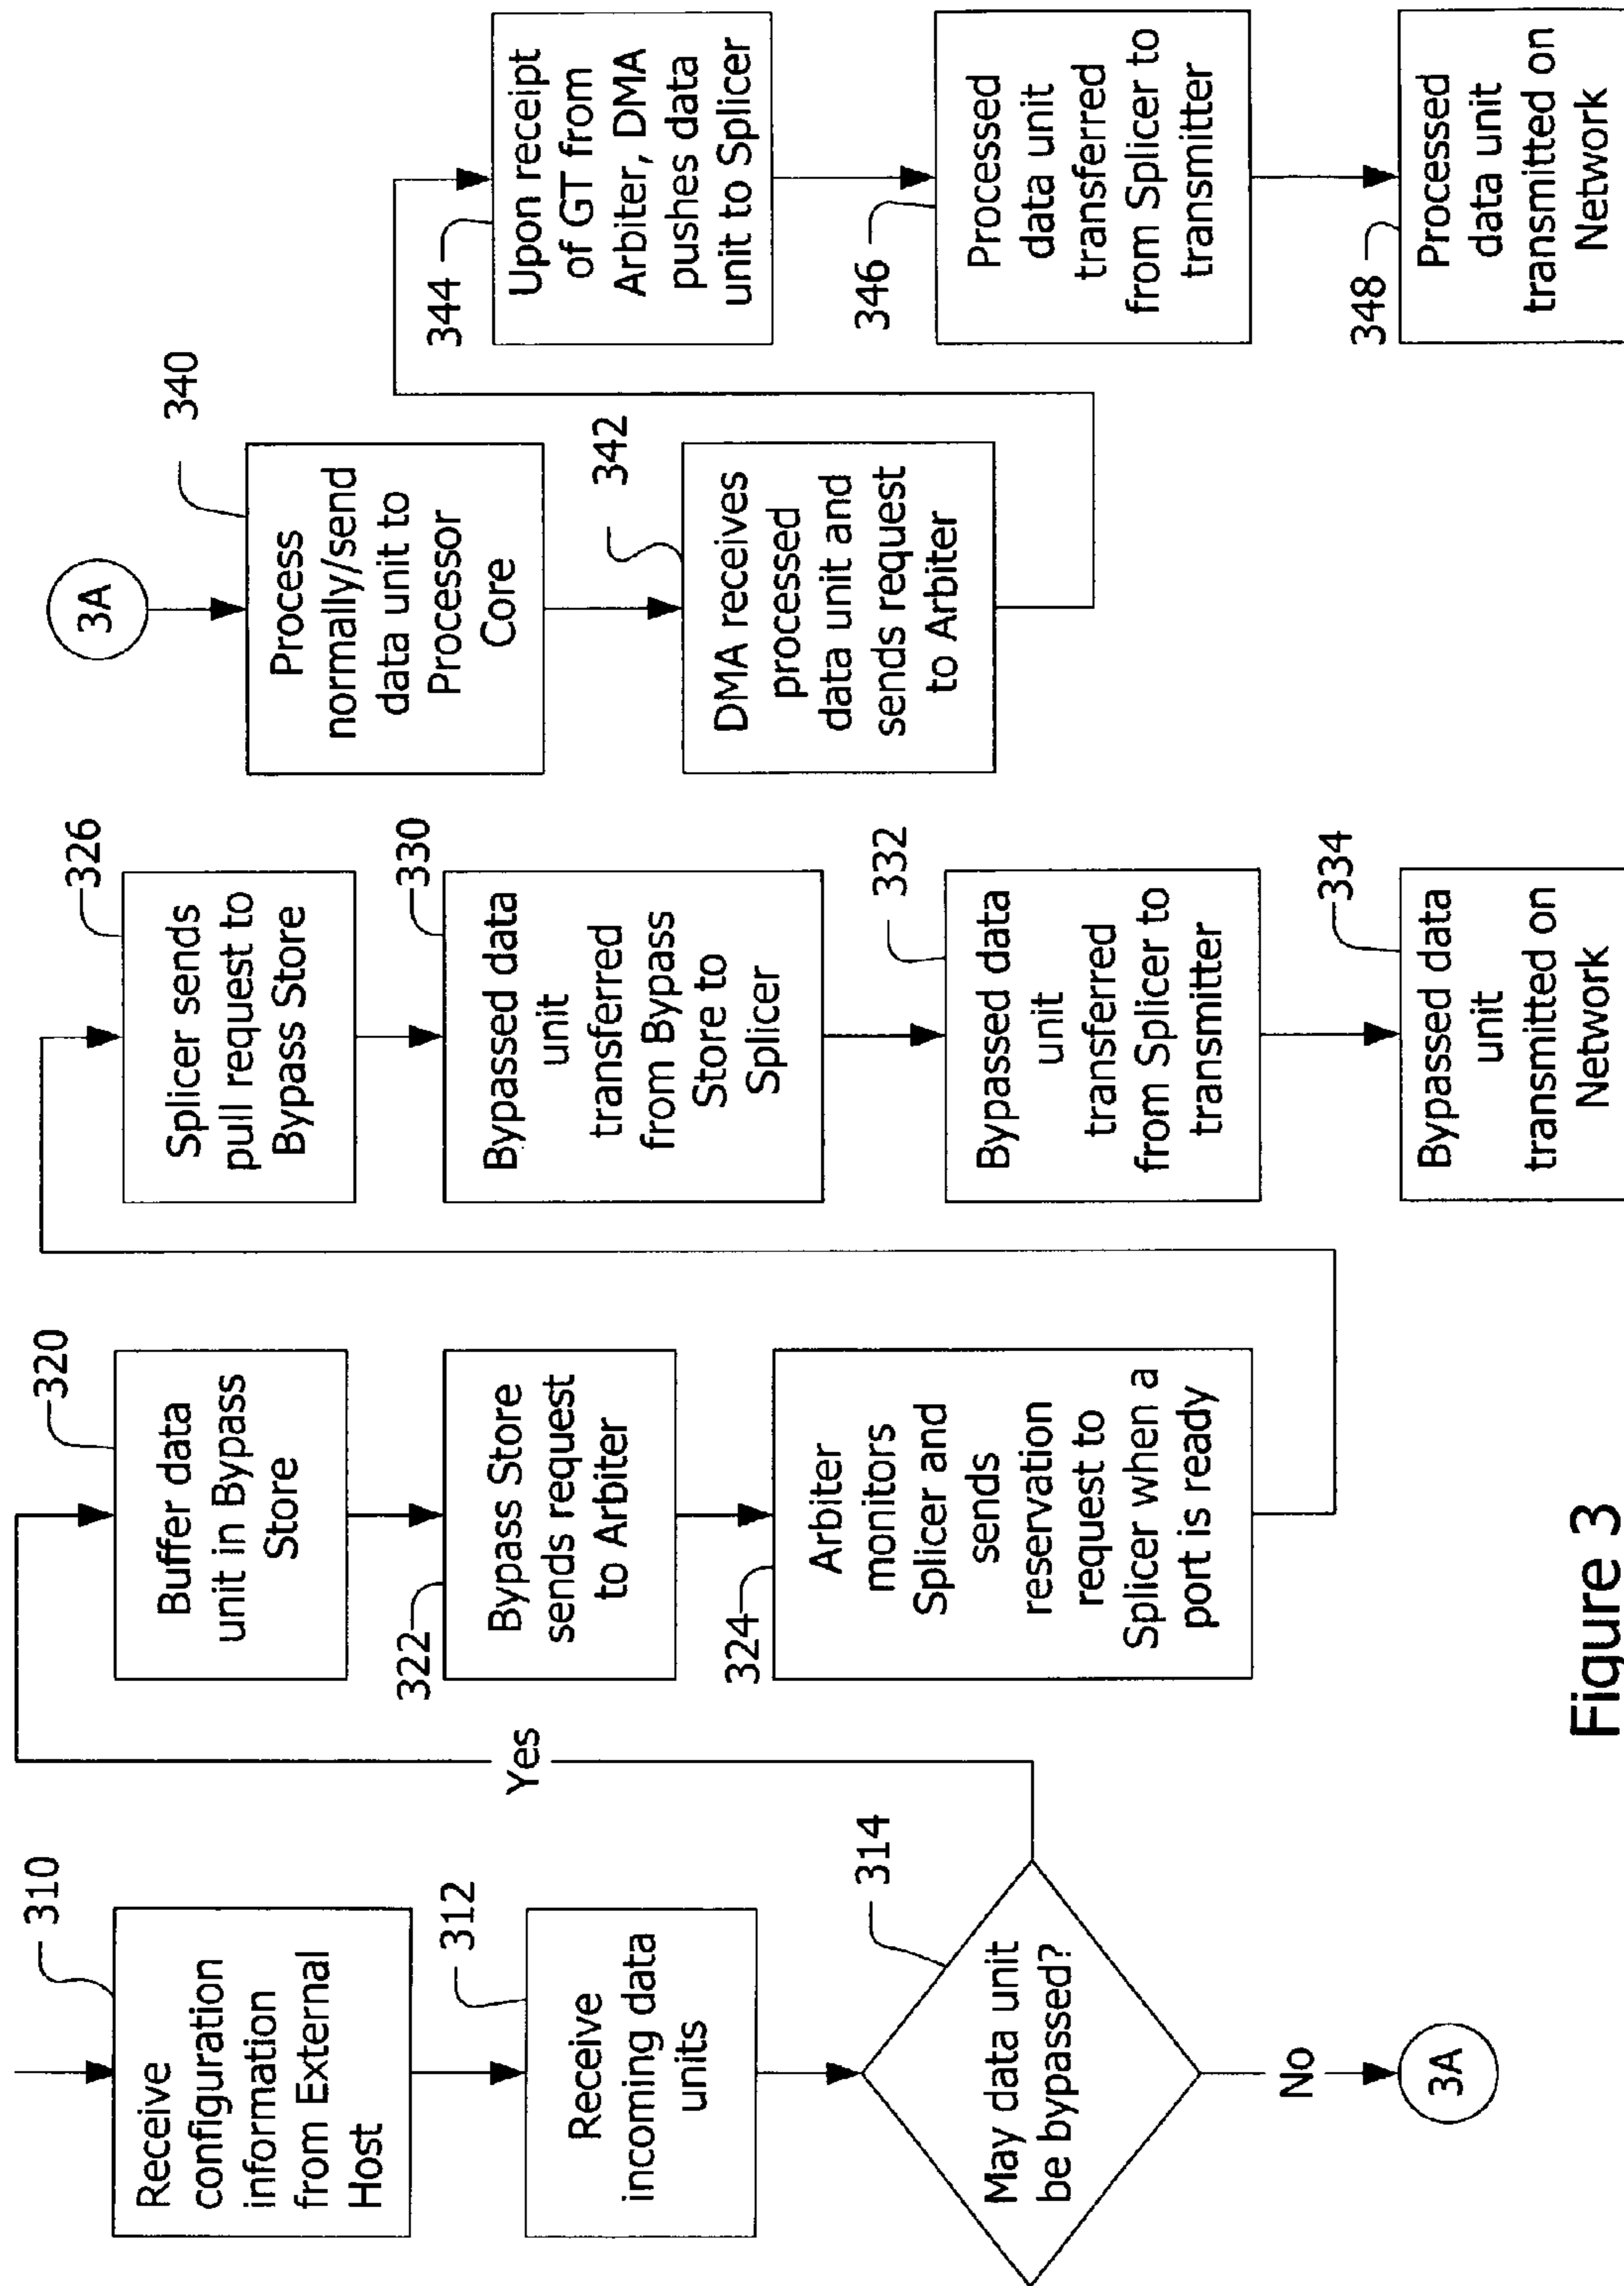 310
Receive
configuration
information
from External
Host
312
Receive
incoming data
units
314
May data unit
be bypassed?
Yes
No
3A
320
Buffer data
unit in Bypass
Store
322
Bypass Store
sends request
to Arbiter
324
Arbiter
monitors
Splicer and
sends
reservation
request to
Splicer when a
port is ready
326
Splicer sends
pull request to
Bypass Store
330
Bypassed data
unit
transferred
from Bypass
Store to
Splicer
332
Bypassed data
unit
transferred
from Splicer to
transmitter
334
Bypassed data
unit
transmitted on
Network
3A
340
Process
normally/send
data unit to
Processor
Core
342
DMA receives
processed
data unit and
sends request
to Arbiter
344
Upon receipt
of GT from
Arbiter, DMA
pushes data
unit to Splicer
346
Processed
data unit
transferred
from Splicer to
transmitter
348
Processed
data unit
transmitted on
Network
Figure 3